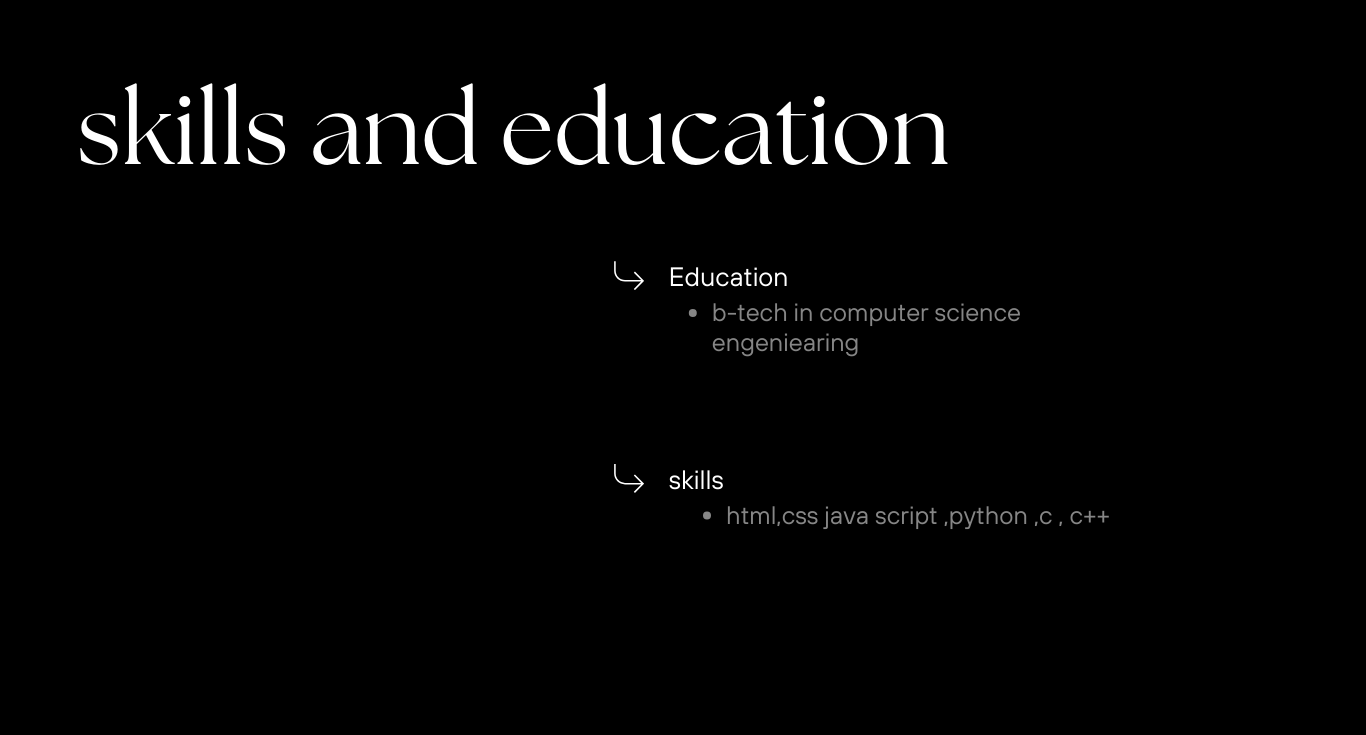 skills and education
Education
b-tech in computer science
engeniearing
skills
html,css java script ,python ,c , c++